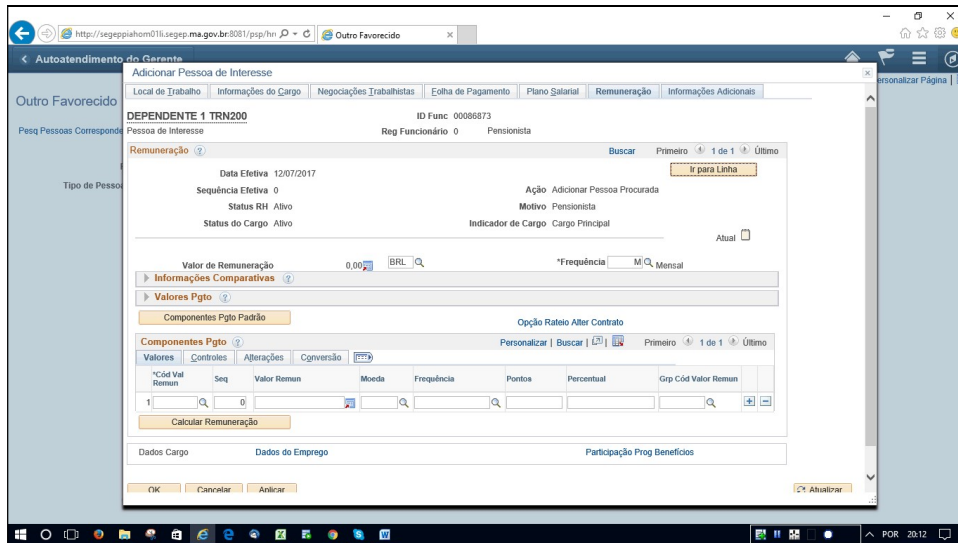 http://segeppiahom01li.segep.ma.gov.br:8081/psp/hr
Outro Favorecido
Autoatendimento do Gerente
Personalizar Página |
Outro Favorecido
Pesq Pessoas Corresponde
Tipo de Pesso
Adicionar Pessoa de Interesse
Local de Trabalho Informações do Cargo Negociações Trabalhistas Folha de Pagamento Plano Salarial Remuneração Informações Adicionais
DEPENDENTE 1 TRN200 ID Func 00086873
Pessoa de Interesse Reg Funcionário 0 Pensionista
Remuneração Buscar Primeiro 1 de 1 Último
Ir para Linha
Data Efetiva 12/07/2017
Sequência Efetiva 0 Ação Adicionar Pessoa Procurada
Status RH Ativo Motivo Pensionista
Status do Cargo Ativo Indicador de Cargo Cargo Principal
Atual
Valor de Remuneração 0,00 BRL *Frequência M Mensal
Informações Comparativas
Valores Pgto
Componentes Pgto Padrão
Opção Rateio Alter Contrato
Componentes Pgto Personalizar | Buscar | | Primeiro 1 de 1 Último
Valores Controles Alterações Conversão
*Cód Val Remun Seq Valor Remun Moeda Frequência Pontos Percentual Grp Cód Valor Remun
1 0
Calcular Remuneração
Dados Cargo Dados do Emprego Participação Prog Benefícios
OK Cancelar Aplicar Atualizar
POR 20:12